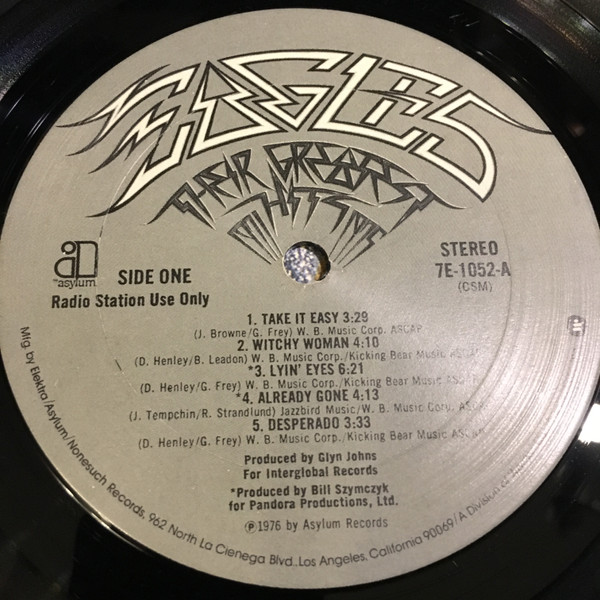 EAGLES
THEIR GREATEST
HITS
asylum
SIDE ONE
Radio Station Use Only
STEREO
7E-1052-A
(CSM)
1. TAKE IT EASY 3:29
(J. Browne/G. Frey) W. B. Music Corp. ASCAP
2. WITCHY WOMAN 4:10
(D. Henley/B. Leadon) W. B. Music Corp./Kicking Bear Music ASCAP
*3. LYIN' EYES 6:21
(D. Henley/G. Frey) W. B. Music Corp./Kicking Bear Music ASCAP
*4. ALREADY GONE 4:13
(J. Tempchin/R. Strandlund) Jazzbird Music/W. B. Music Corp. ASCAP
5. DESPERADO 3:33
(D. Henley/G. Frey) W. B. Music Corp./Kicking Bear Music ASCAP
Produced by Glyn Johns
For Interglobal Records
*Produced by Bill Szymczyk
for Pandora Productions, Ltd.
℗1976 by Asylum Records
Mfg. by Elektra/Asylum/Nonesuch Records, 962 North La Cienega Blvd., Los Angeles, California 90069/A Division of